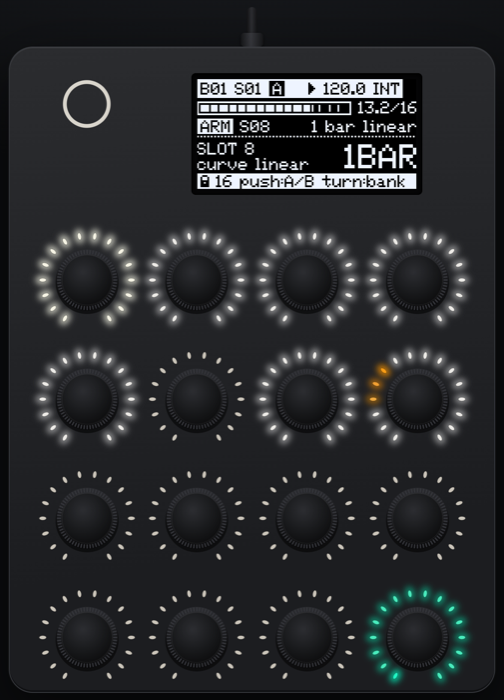 B01 S01 A ▶ 120.0 INT
13.2/16
ARM S08 1 bar linear
SLOT 8
curve linear
1BAR
16 push:A/B turn:bank